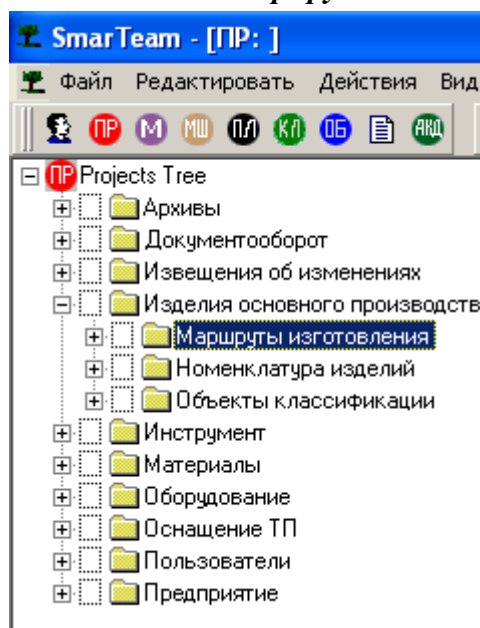 SmarTeam - [ПР: ]
Файл Редактировать Действия Вид
ПР М МШ ПЛ КЛ ОБ АКД
ПР Projects Tree
Архивы
Документооборот
Извещения об изменениях
Изделия основного производств
Маршруты изготовления
Номенклатура изделий
Объекты классификации
Инструмент
Материалы
Оборудование
Оснащение ТП
Пользователи
Предприятие